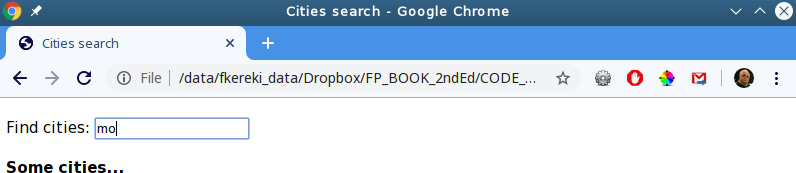 Cities search - Google Chrome
Cities search
File /data/fkereki_data/Dropbox/FP_BOOK_2ndEd/CODE_...
Find cities: mo
Some cities...